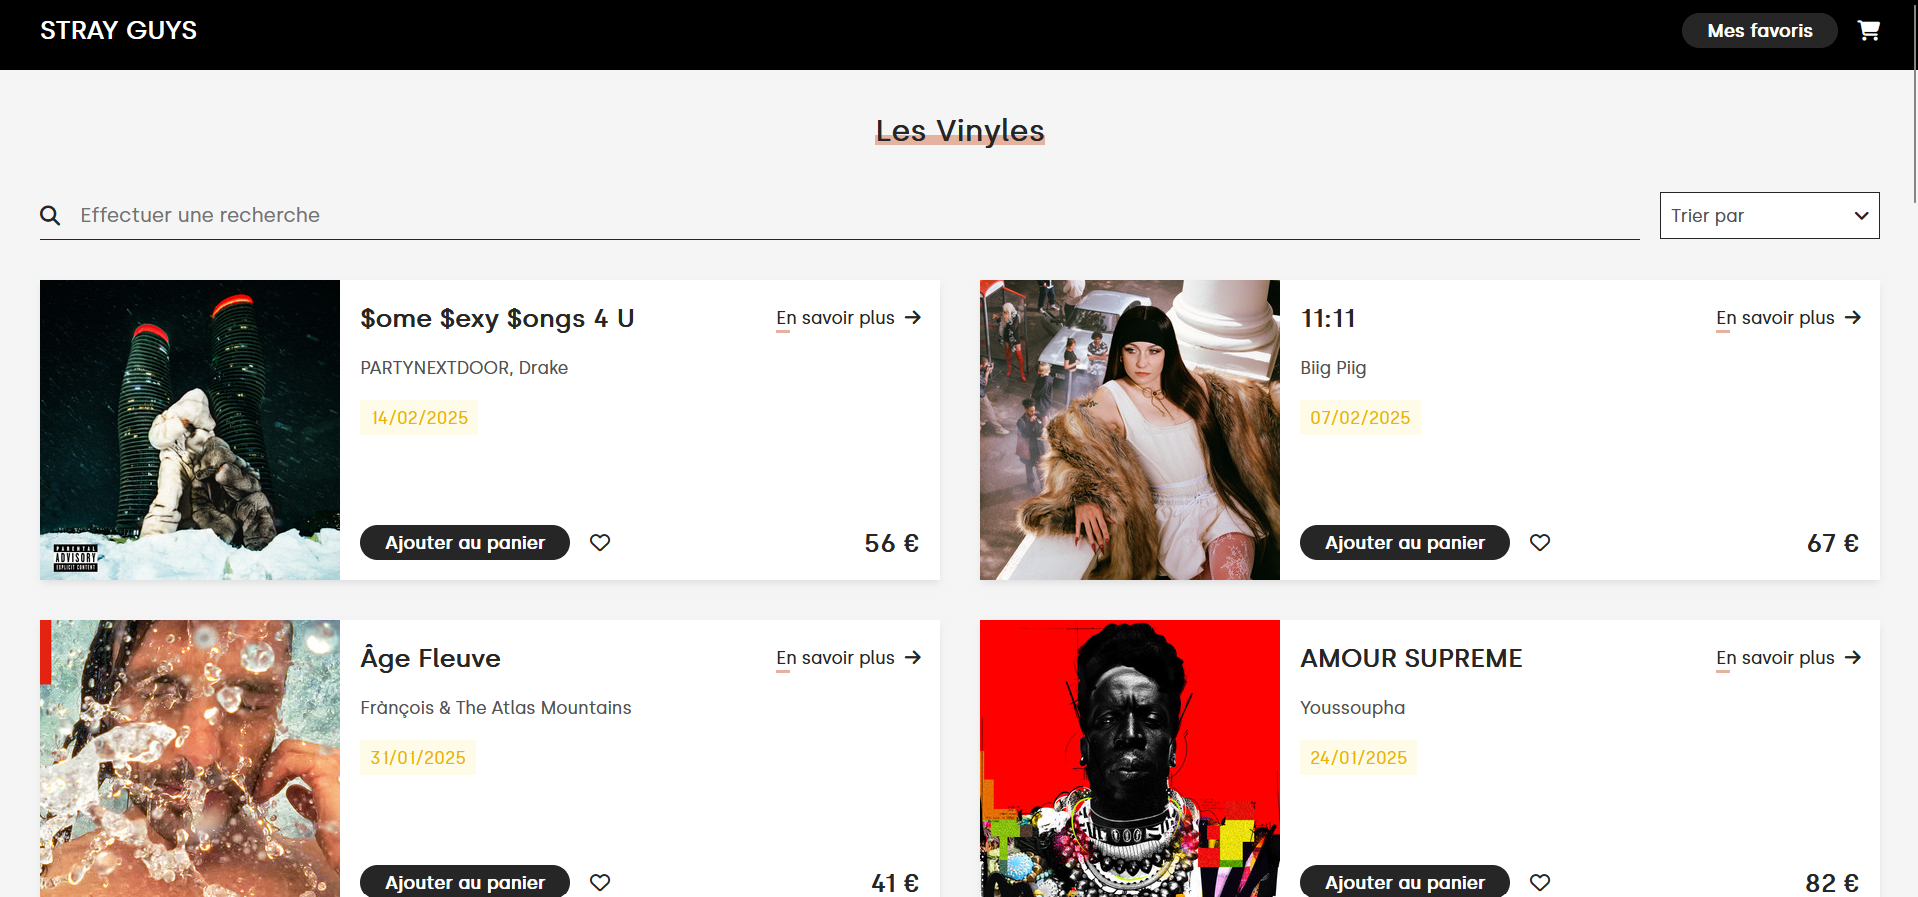 STRAY GUYS
Mes favoris
Les Vinyles
Effectuer une recherche
Trier par
$ome $exy $ongs 4 U
En savoir plus
PARTYNEXTDOOR, Drake
14/02/2025
Ajouter au panier
56 €
PARENTAL
ADVISORY
EXPLICIT CONTENT
11:11
En savoir plus
Biig Piig
07/02/2025
Ajouter au panier
67 €
Âge Fleuve
En savoir plus
Frànçois & The Atlas Mountains
31/01/2025
Ajouter au panier
41 €
AMOUR SUPREME
En savoir plus
Youssoupha
24/01/2025
Ajouter au panier
82 €